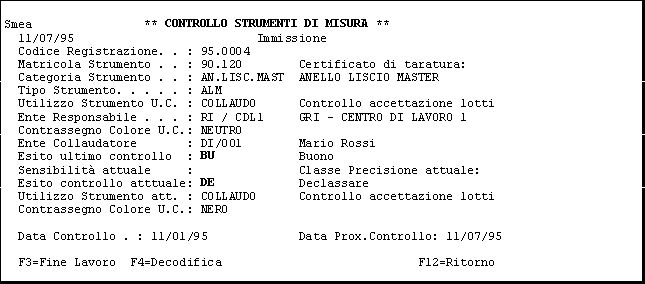 Smea ** CONTROLLO STRUMENTI DI MISURA **
11/07/95 Immissione
Codice Registrazione. . : 95.0004
Matricola Strumento . . : 90.120 Certificato di taratura:
Categoria Strumento . . : AN.LISC.MAST ANELLO LISCIO MASTER
Tipo Strumento. . . . . : ALM
Utilizzo Strumento U.C. : COLLAUDO Controllo accettazione lotti
Ente Responsabile . . . : RI / CDL1 GRI - CENTRO DI LAVORO 1
Contrassegno Colore U.C.: NEUTRO
Ente Collaudatore : DI/001 Mario Rossi
Esito ultimo controllo : BU Buono
Sensibilità attuale : Classe Precisione attuale:
Esito controllo atttuale: DE Declassare
Utilizzo Strumento att. : COLLAUDO Controllo accettazione lotti
Contrassegno Colore U.C.: NERO
Data Controllo . : 11/01/95 Data Prox.Controllo: 11/07/95
F3=Fine Lavoro F4=Decodifica F12=Ritorno